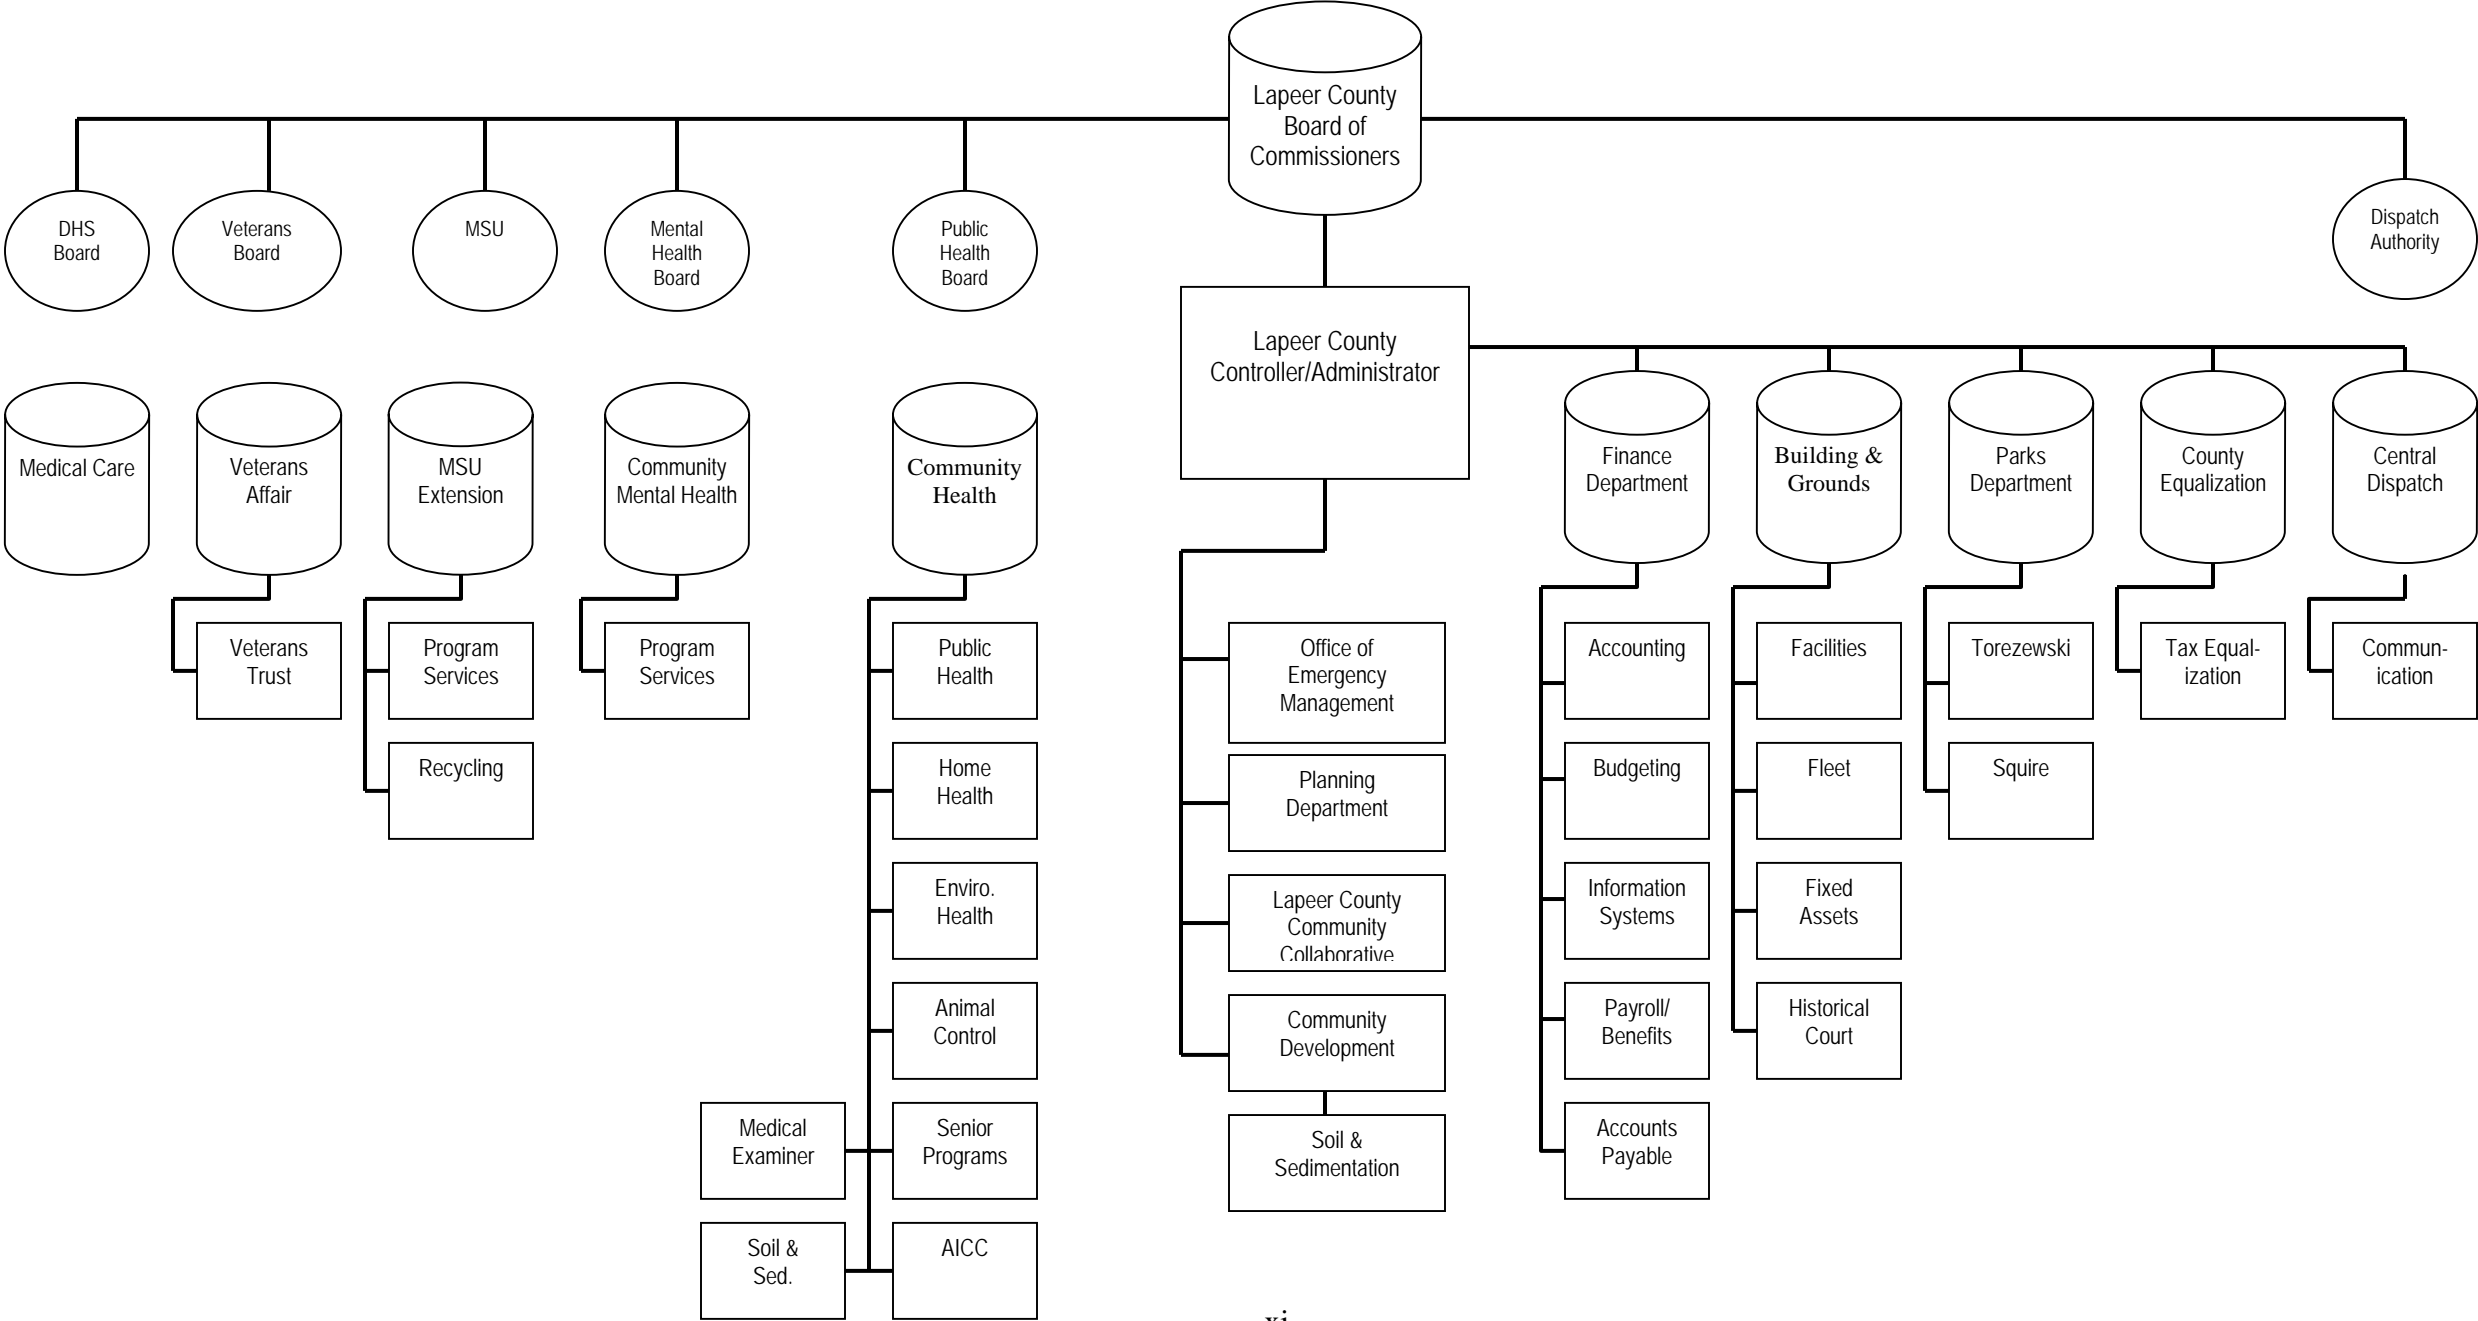 Lapeer County
Board of
Commissioners
DHS
Board
Veterans
Board
MSU
Mental
Health
Board
Public
Health
Board
Dispatch
Authority
Lapeer County
Controller/Administrator
Medical Care
Veterans
Affair
MSU
Extension
Community
Mental Health
Community
Health
Finance
Department
Building &
Grounds
Parks
Department
County
Equalization
Central
Dispatch
Veterans
Trust
Program
Services
Recycling
Program
Services
Public
Health
Home
Health
Enviro.
Health
Animal
Control
Medical
Examiner
Senior
Programs
Soil &
Sed.
AICC
Office of
Emergency
Management
Planning
Department
Lapeer County
Community
Collaborative
Community
Development
Soil &
Sedimentation
Accounting
Budgeting
Information
Systems
Payroll/
Benefits
Accounts
Payable
Facilities
Fleet
Fixed
Assets
Historical
Court
Torezewski
Squire
Tax Equal-
ization
Commun-
ication
xi